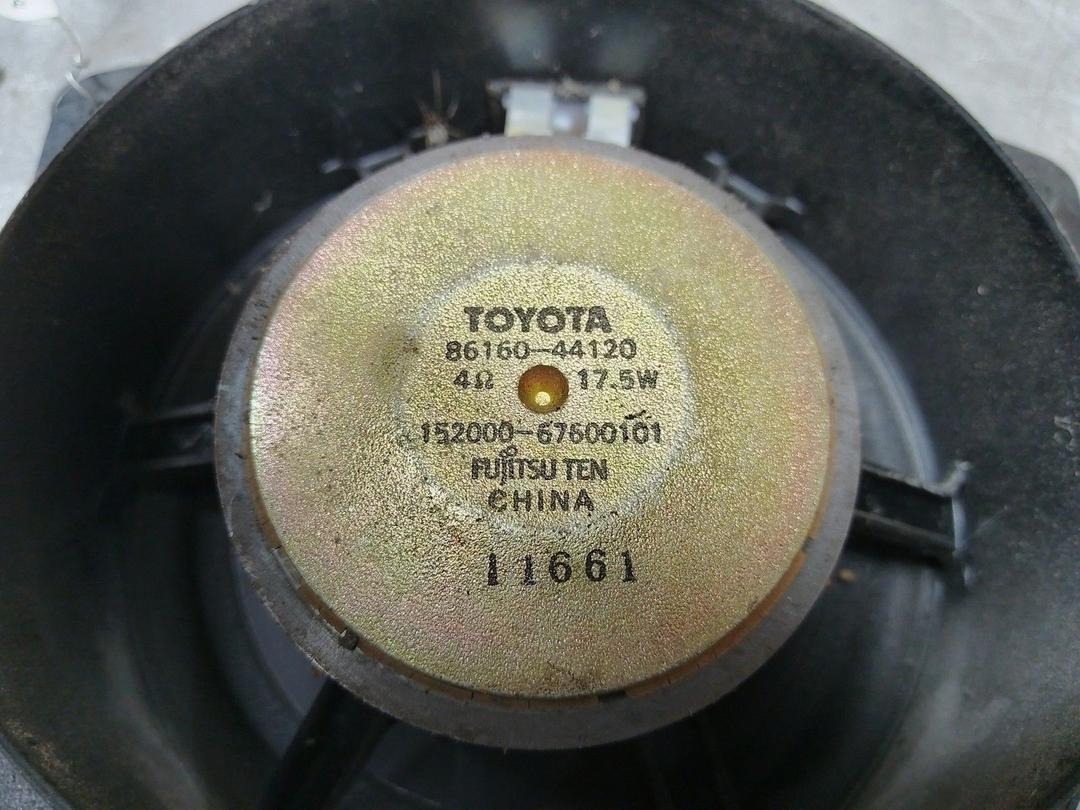 TOYOTA
86160-44120
4Ω 17.5W
152000-67600101
FUJITSU TEN
CHINA
11661